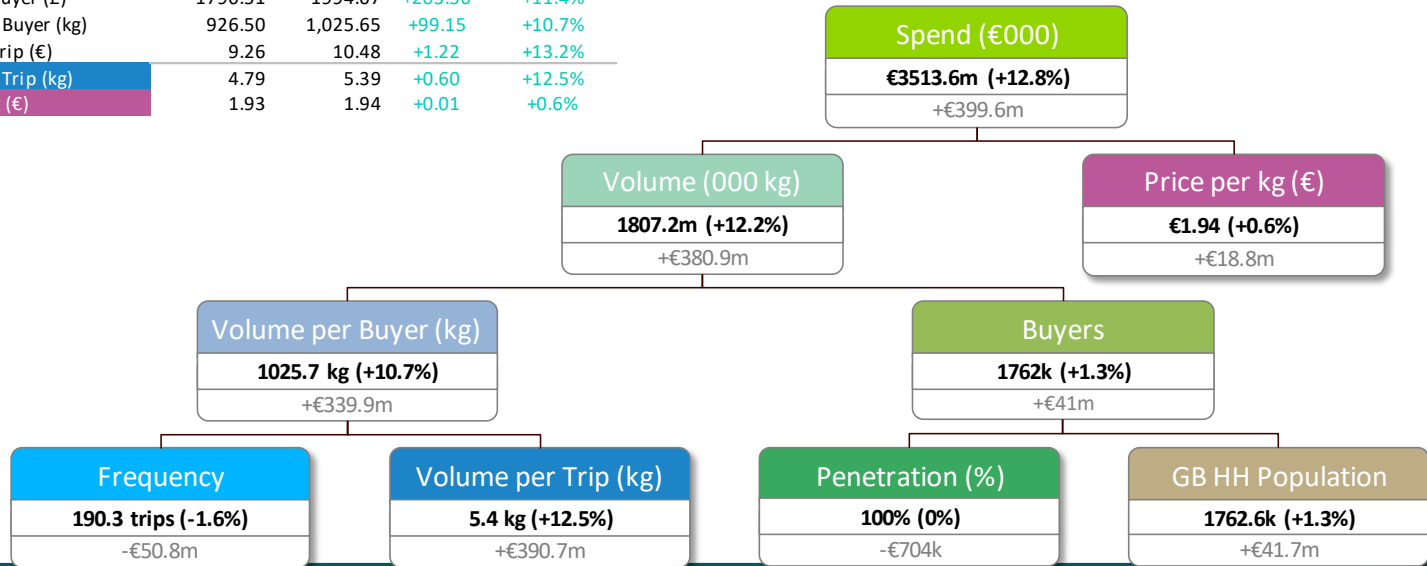 +11.4%
Buyer (kg) 926.50 1,025.65 +99.15 +10.7%
rip (€) 9.26 10.48 +1.22 +13.2%
Trip (kg) 4.79 5.39 +0.60 +12.5%
(€) 1.93 1.94 +0.01 +0.6%
Spend (€000)
€3513.6m (+12.8%)
+€399.6m
Volume (000 kg)
1807.2m (+12.2%)
+€380.9m
Price per kg (€)
€1.94 (+0.6%)
+€18.8m
Volume per Buyer (kg)
1025.7 kg (+10.7%)
+€339.9m
Buyers
1762k (+1.3%)
+€41m
Frequency
190.3 trips (-1.6%)
-€50.8m
Volume per Trip (kg)
5.4 kg (+12.5%)
+€390.7m
Penetration (%)
100% (0%)
-€704k
GB HH Population
1762.6k (+1.3%)
+€41.7m